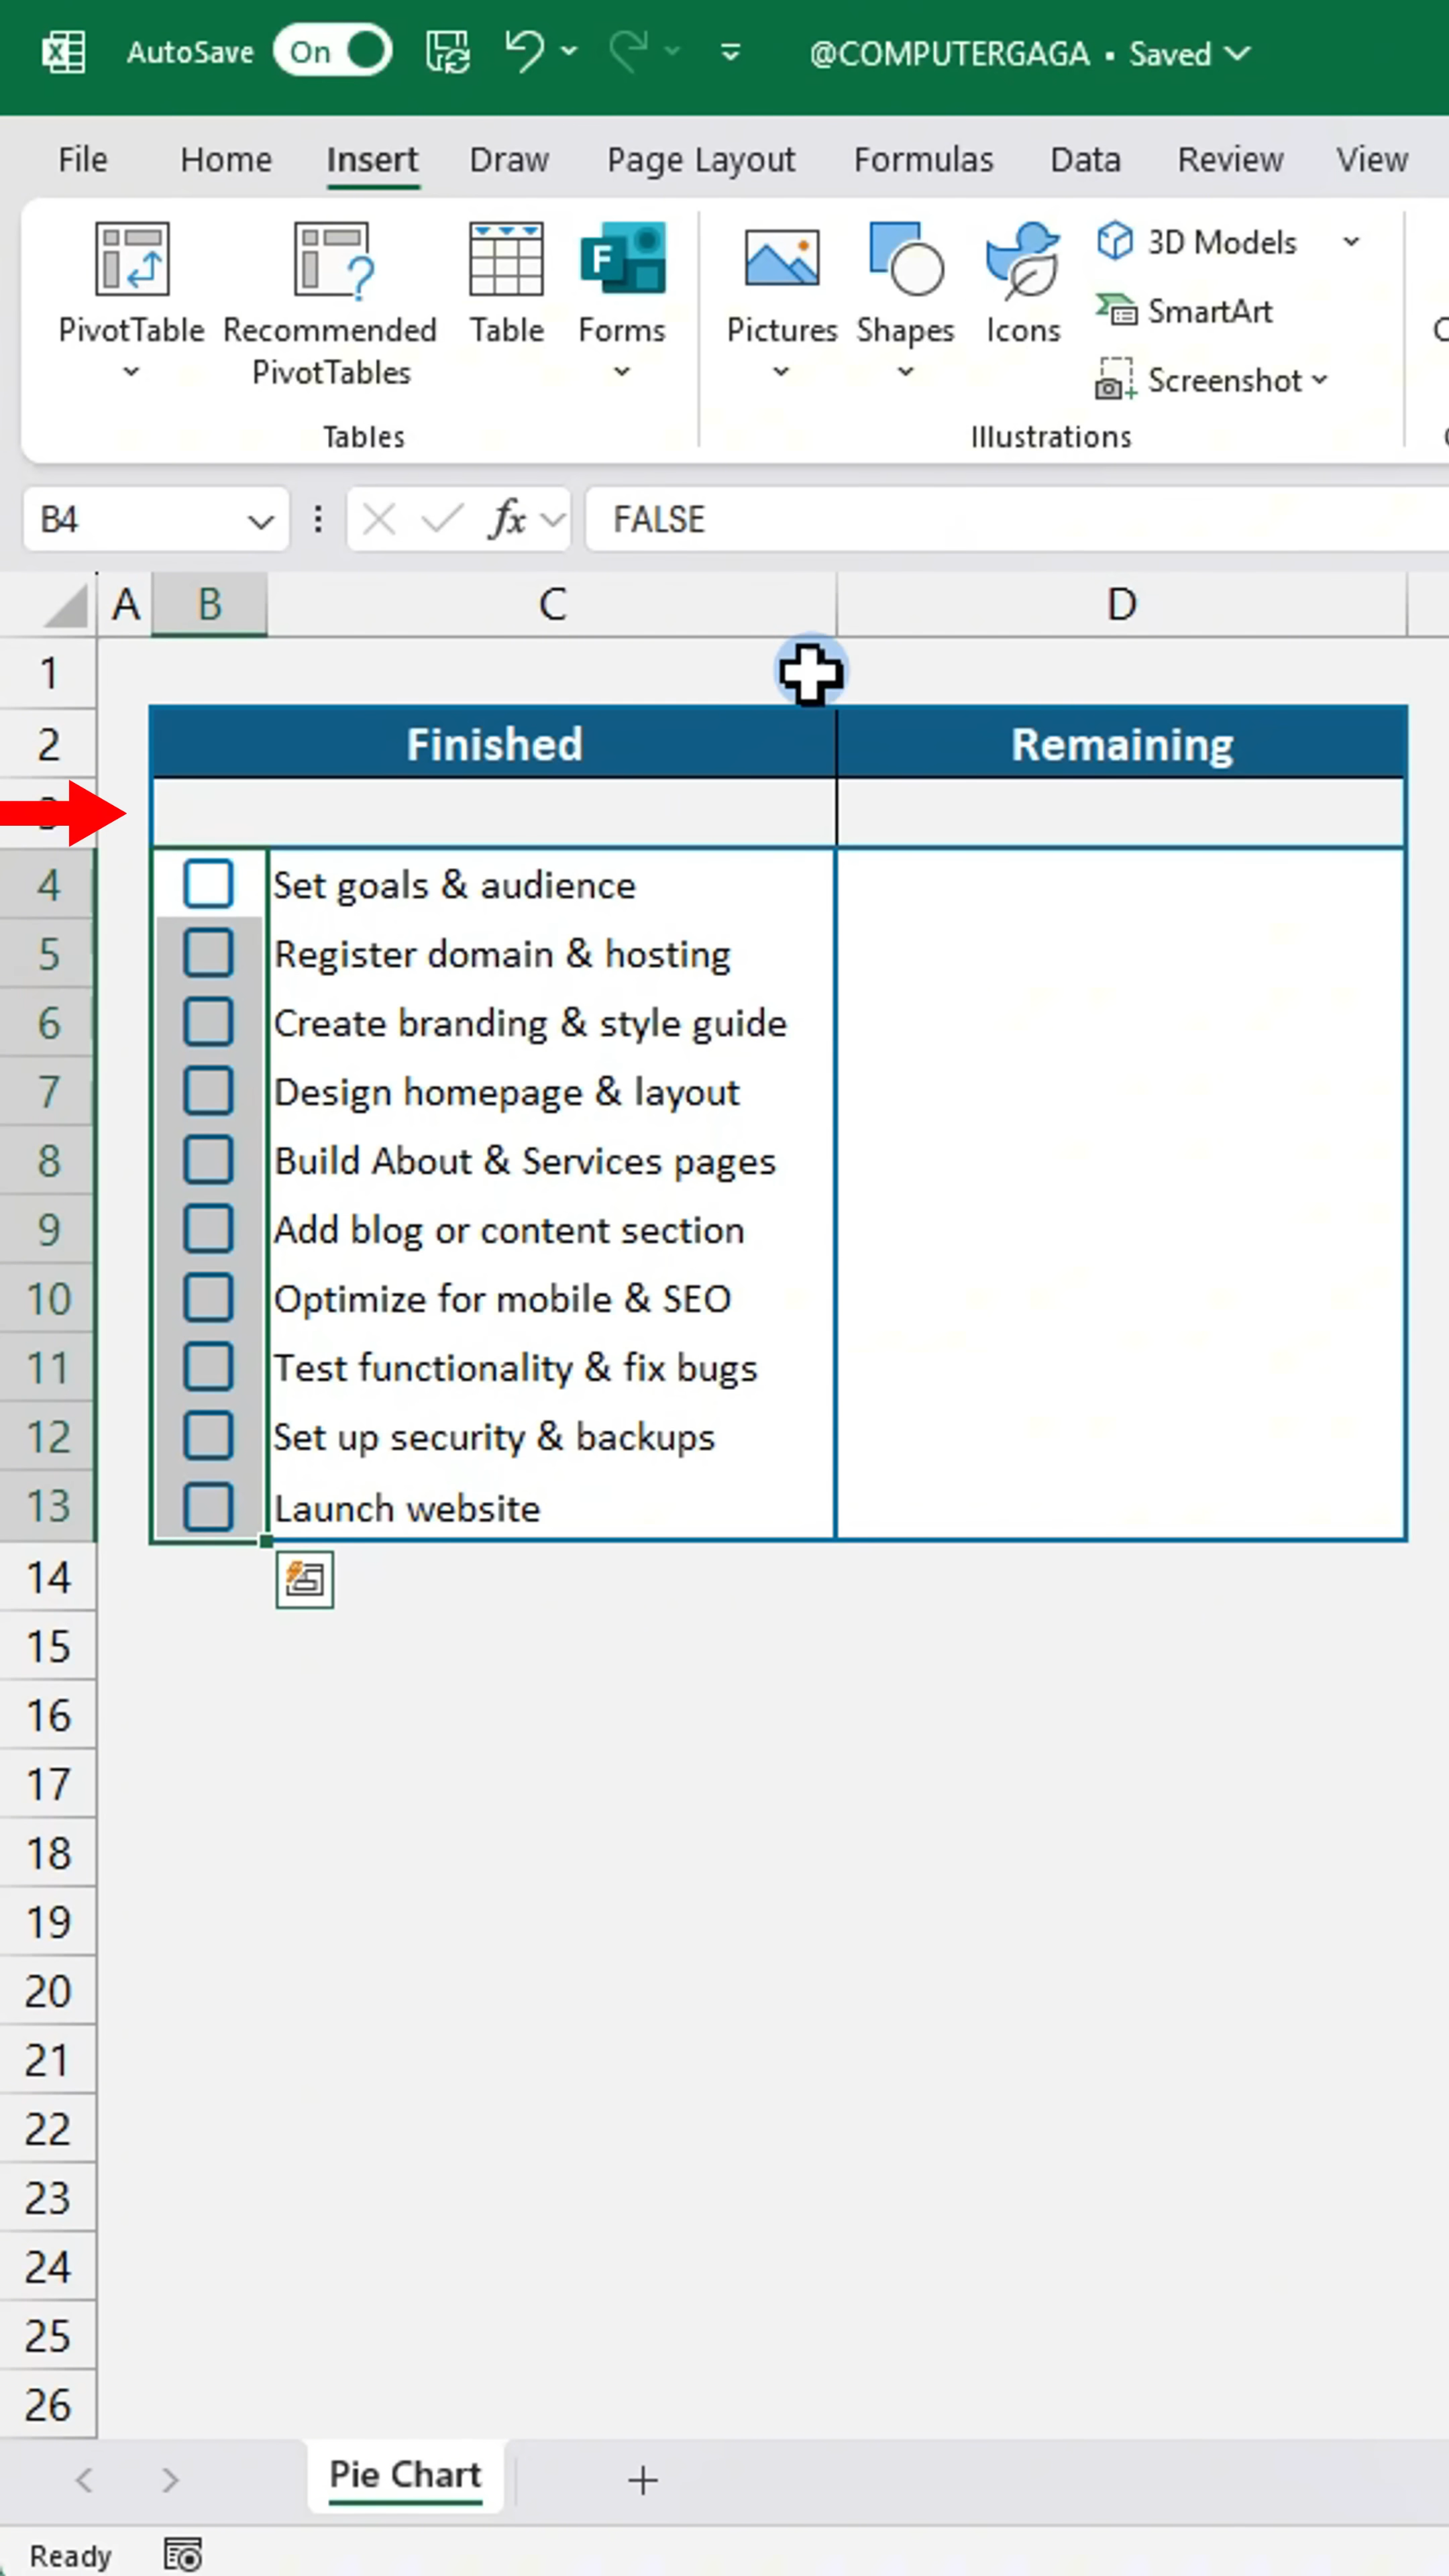 AutoSave On @COMPUTERGAGA • Saved
File Home Insert Draw Page Layout Formulas Data Review View
PivotTable Recommended PivotTables Table Forms Pictures Shapes Icons 3D Models SmartArt Screenshot
Tables Illustrations
B4 fx FALSE
A B C D
1
2 Finished Remaining
4 Set goals & audience
5 Register domain & hosting
6 Create branding & style guide
7 Design homepage & layout
8 Build About & Services pages
9 Add blog or content section
10 Optimize for mobile & SEO
11 Test functionality & fix bugs
12 Set up security & backups
13 Launch website
14
15
16
17
18
19
20
21
22
23
24
25
26
Pie Chart
Ready